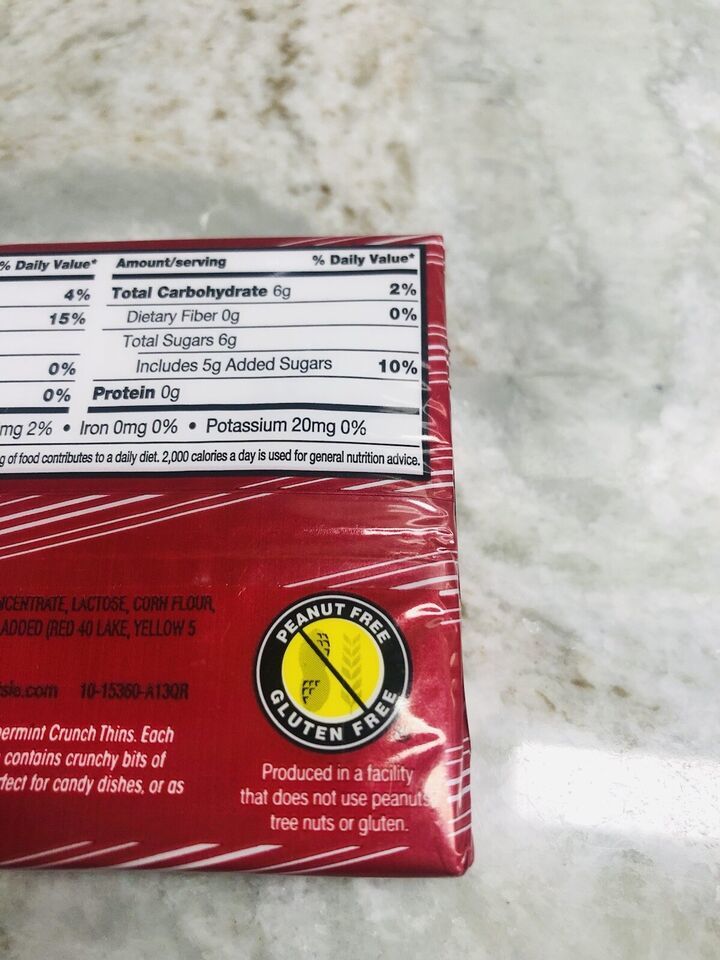 % Daily Value* Amount/serving % Daily Value*
4% Total Carbohydrate 6g 2%
15% Dietary Fiber 0g 0%
Total Sugars 6g
0% Includes 5g Added Sugars 10%
0% Protein 0g
mg 2% • Iron 0mg 0% • Potassium 20mg 0%
g of food contributes to a daily diet. 2,000 calories a day is used for general nutrition advice.
NCENTRATE, LACTOSE, CORN FLOUR,
ADDED (RED 40 LAKE, YELLOW 5
sie.com 10-15360-A13QR
PEANUT FREE
GLUTEN FREE
ermint Crunch Thins. Each
contains crunchy bits of
fect for candy dishes, or as
Produced in a facility
that does not use peanuts
tree nuts or gluten.